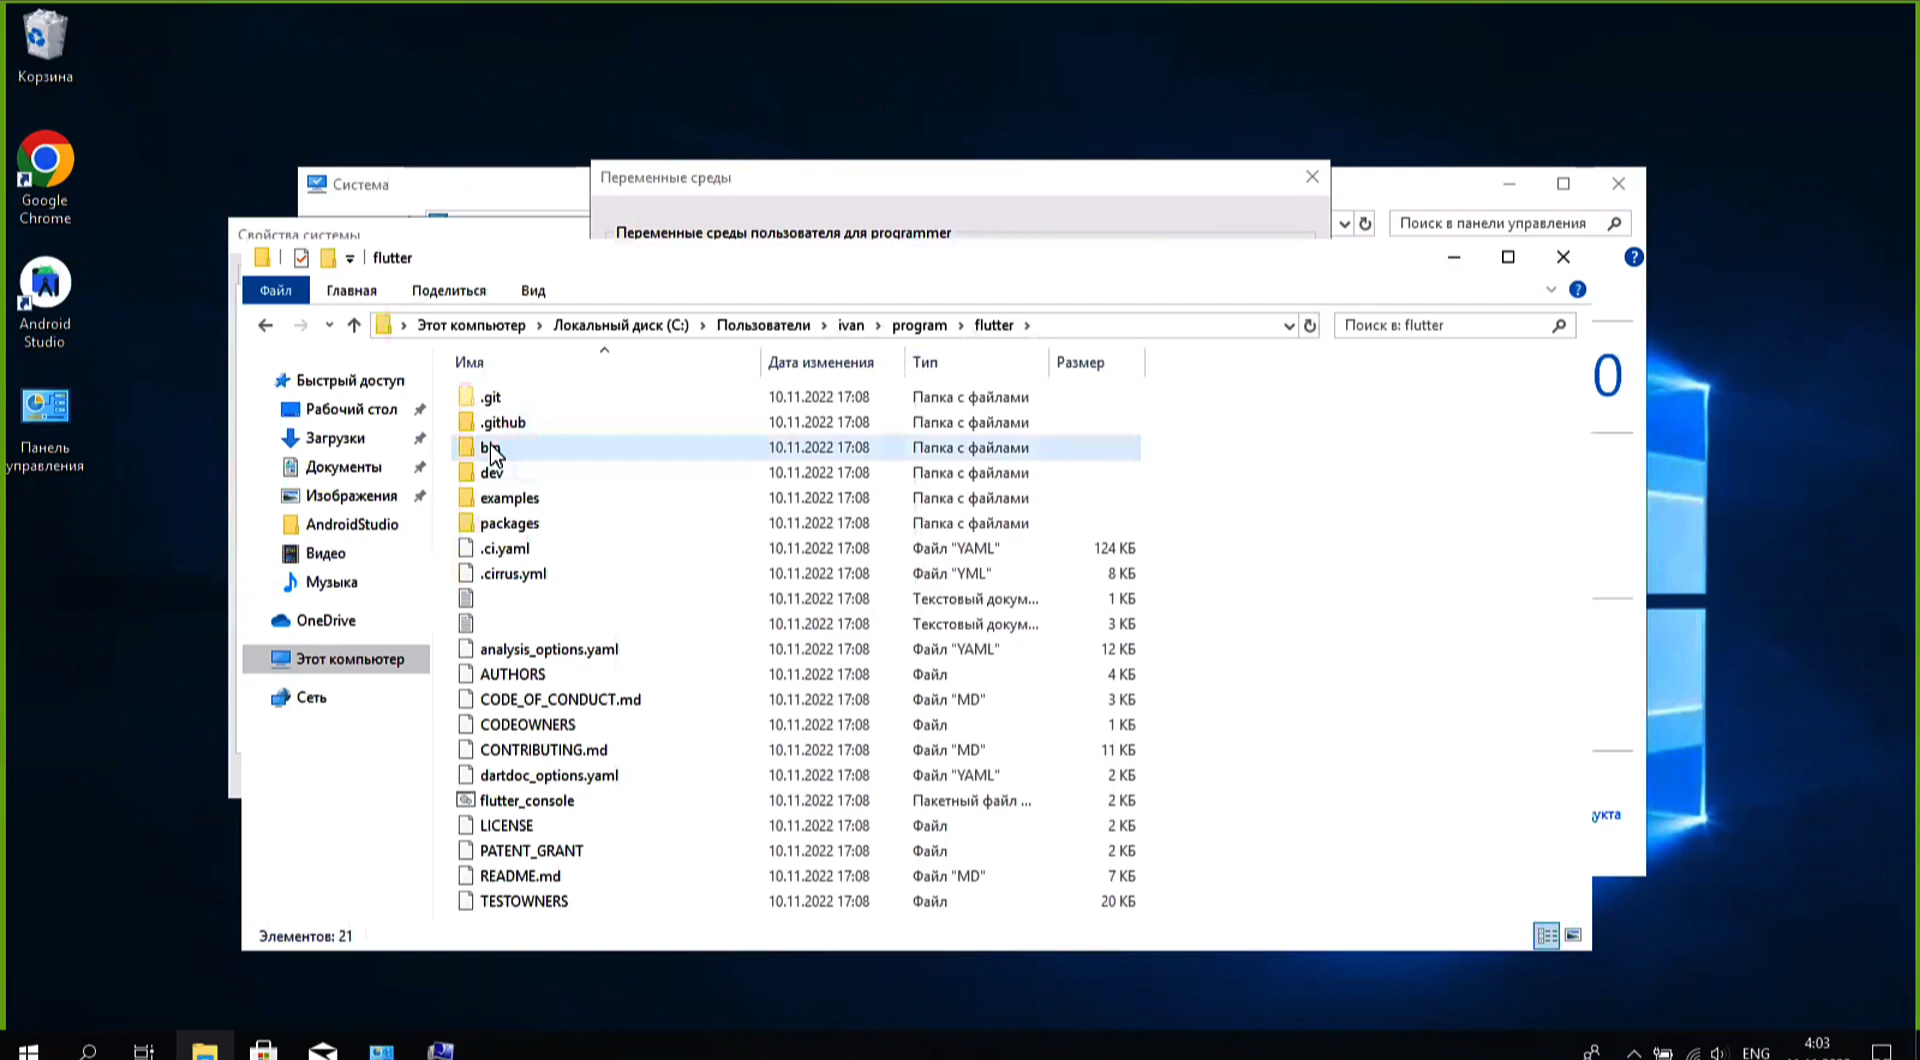 Корзина
Google
Chrome
Android
Studio
Панель
управления
Система
Переменные среды
Поиск в панели управления
Свойства системы
Переменные среды пользователя для programmer
flutter
Файл
Главная
Поделиться
Вид
Этот компьютер
Локальный диск (C:)
Пользователи
ivan
program
flutter
Поиск в: flutter
Быстрый доступ
Рабочий стол
Загрузки
Документы
Изображения
AndroidStudio
Видео
Музыка
OneDrive
Этот компьютер
Сеть
Имя Дата изменения Тип Размер
.git 10.11.2022 17:08 Папка с файлами
.github 10.11.2022 17:08 Папка с файлами
10.11.2022 17:08 Папка с файлами
dev 10.11.2022 17:08 Папка с файлами
examples 10.11.2022 17:08 Папка с файлами
packages 10.11.2022 17:08 Папка с файлами
.ci.yaml 10.11.2022 17:08 Файл "YAML" 124 КБ
.cirrus.yml 10.11.2022 17:08 Файл "YML" 8 КБ
10.11.2022 17:08 Текстовый докум... 1 КБ
10.11.2022 17:08 Текстовый докум... 3 КБ
analysis_options.yaml 10.11.2022 17:08 Файл "YAML" 12 КБ
AUTHORS 10.11.2022 17:08 Файл 4 КБ
CODE_OF_CONDUCT.md 10.11.2022 17:08 Файл "MD" 3 КБ
CODEOWNERS 10.11.2022 17:08 Файл 1 КБ
CONTRIBUTING.md 10.11.2022 17:08 Файл "MD" 11 КБ
dartdoc_options.yaml 10.11.2022 17:08 Файл "YAML" 2 КБ
flutter_console 10.11.2022 17:08 Пакетный файл ... 2 КБ
LICENSE 10.11.2022 17:08 Файл 2 КБ
PATENT_GRANT 10.11.2022 17:08 Файл 2 КБ
README.md 10.11.2022 17:08 Файл "MD" 7 КБ
TESTOWNERS 10.11.2022 17:08 Файл 20 КБ
Элементов: 21
0
укта
ENG
4:03